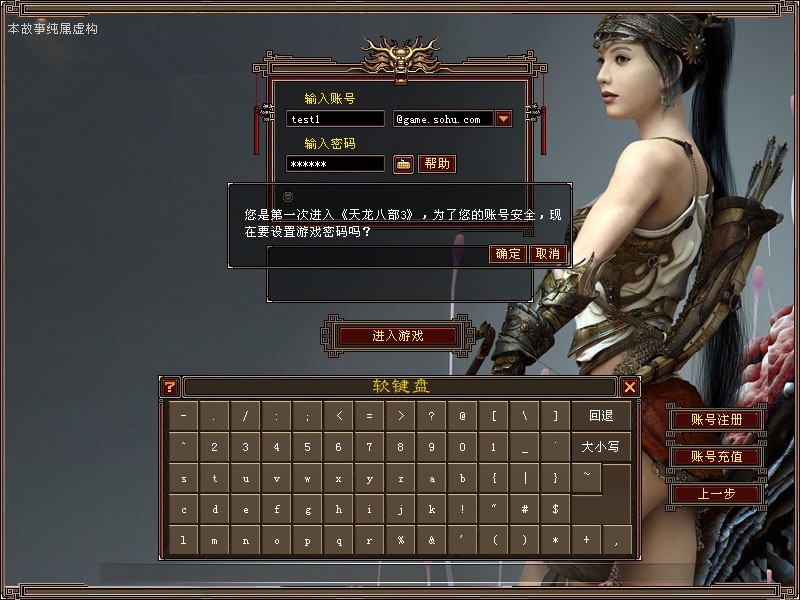 本故事纯属虚构
输入账号
test1 @game.sohu.com
输入密码
****** 帮助
您是第一次进入《天龙八部3》，为了您的账号安全，现
在要设置游戏密码吗？
确定 取消
进入游戏
? 软键盘 X
- . / : ; < = > ? @ [ \ ] 回退
^ 2 3 4 5 6 7 8 9 0 1 _ ` 大小写
s t u v w x y z a b { | } ~
c d e f g h i j k ! " # $
l m n o p q r % & ' ( ) * + ,
账号注册
账号充值
上一步